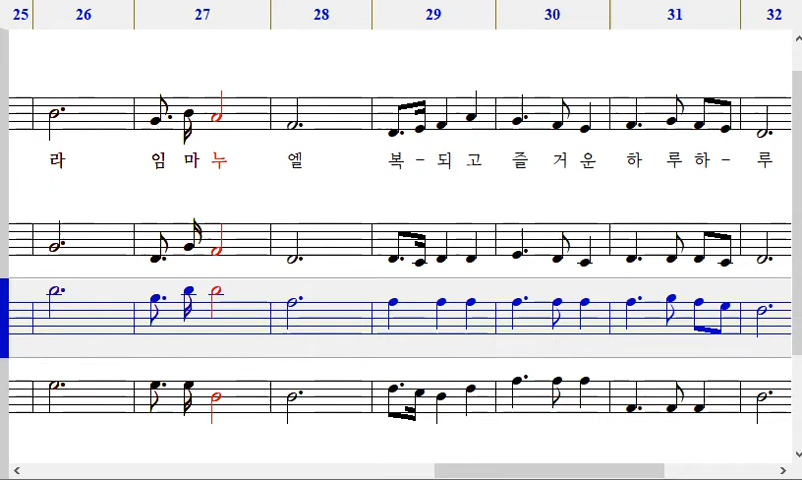 25 26 27 28 29 30 31 32
라 임 마 누 엘 복 - 되 고 즐 거 운 하 루 하 - 루